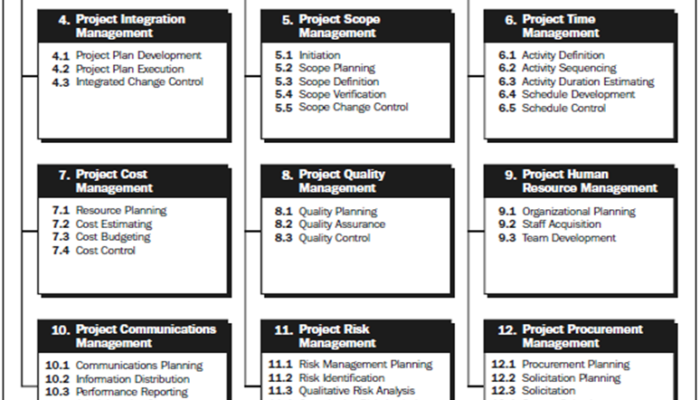 4. Project Integration
Management
4.1 Project Plan Development
4.2 Project Plan Execution
4.3 Integrated Change Control
5. Project Scope
Management
5.1 Initiation
5.2 Scope Planning
5.3 Scope Definition
5.4 Scope Verification
5.5 Scope Change Control
6. Project Time
Management
6.1 Activity Definition
6.2 Activity Sequencing
6.3 Activity Duration Estimating
6.4 Schedule Development
6.5 Schedule Control
7. Project Cost
Management
7.1 Resource Planning
7.2 Cost Estimating
7.3 Cost Budgeting
7.4 Cost Control
8. Project Quality
Management
8.1 Quality Planning
8.2 Quality Assurance
8.3 Quality Control
9. Project Human
Resource Management
9.1 Organizational Planning
9.2 Staff Acquisition
9.3 Team Development
10. Project Communications
Management
10.1 Communications Planning
10.2 Information Distribution
10.3 Performance Reporting
11. Project Risk
Management
11.1 Risk Management Planning
11.2 Risk Identification
11.3 Qualitative Risk Analysis
12. Project Procurement
Management
12.1 Procurement Planning
12.2 Solicitation Planning
12.3 Solicitation